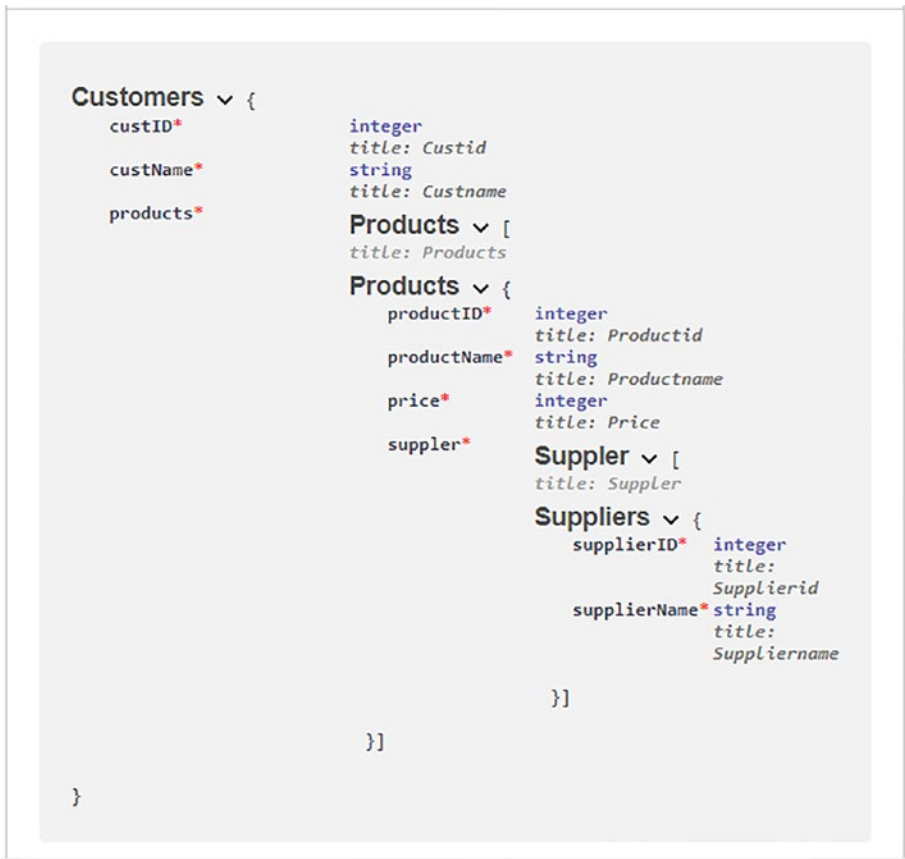 Customers {
custID* integer
title: Custid
custName* string
title: Custname
products*
Products [
title: Products
Products {
productID* integer
title: Productid
productName* string
title: Productname
price* integer
title: Price
suppler*
Suppler [
title: Suppler
Suppliers {
supplierID* integer
title:
Supplierid
supplierName* string
title:
Suppliername
}]
}]
}